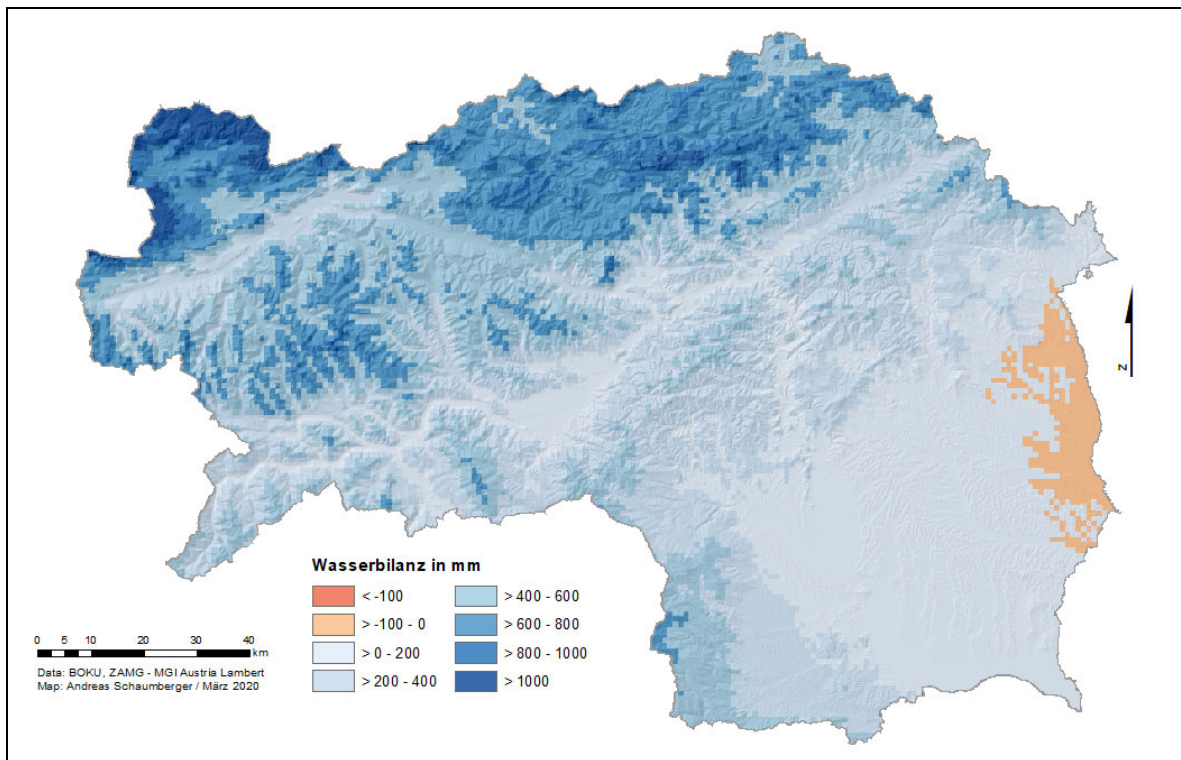 N
Wasserbilanz in mm
< -100
> -100 - 0
> 0 - 200
> 200 - 400
> 400 - 600
> 600 - 800
> 800 - 1000
> 1000
0 5 10 20 30 40
km
Data: BOKU, ZAMG - MGI Austria Lambert
Map: Andreas Schaumberger / März 2020